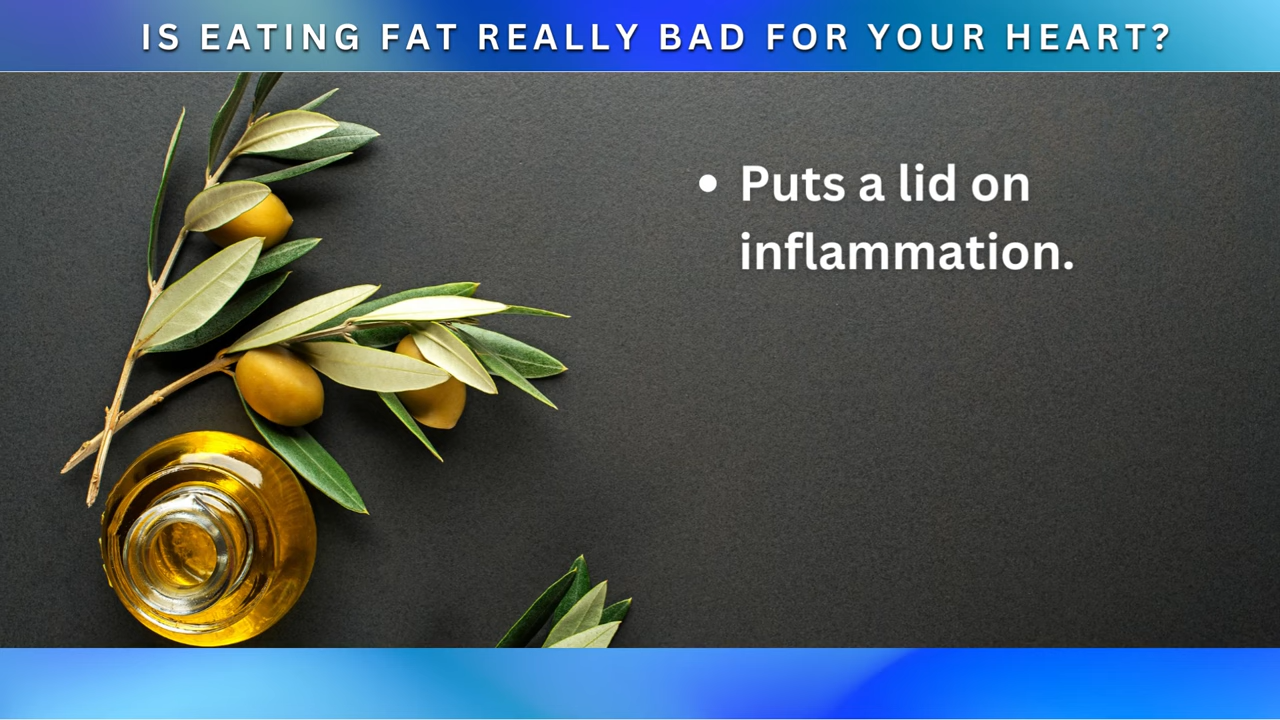 IS EATING FAT REALLY BAD FOR YOUR HEART?
• Puts a lid on
inflammation.